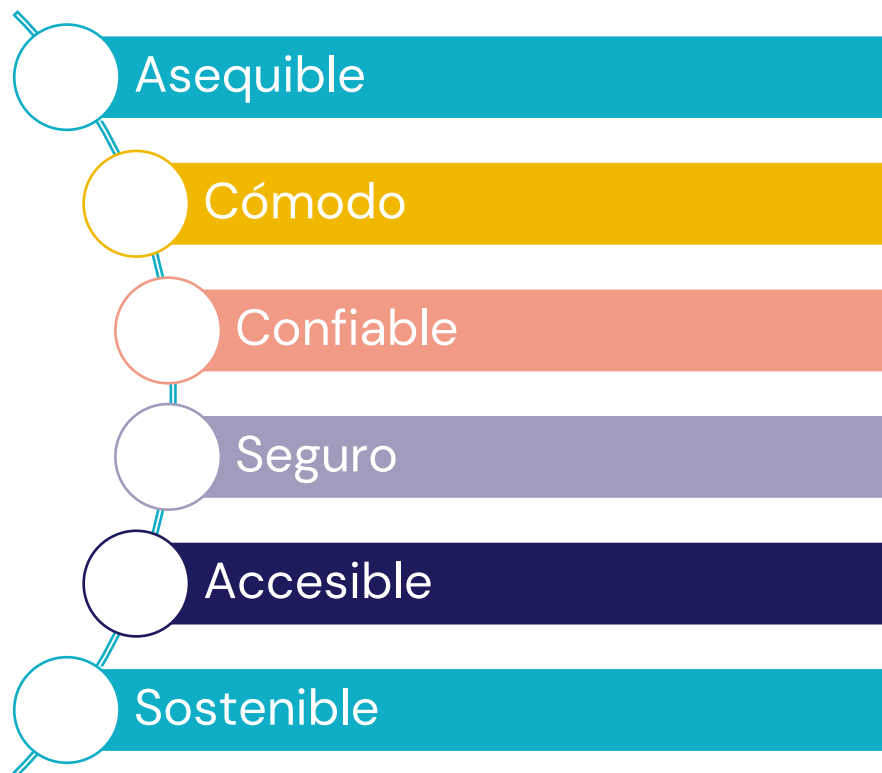 Asequible
Cómodo
Confiable
Seguro
Accesible
Sostenible